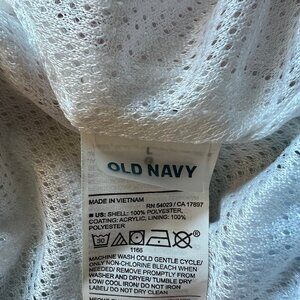 L
G
OLD NAVY
MADE IN VIETNAM
RN 54023 / CA 17897
US: SHELL: 100% POLYESTER,
COATING: ACRYLIC, LINING: 100%
POLYESTER
30
1166
MACHINE WASH COLD GENTLE CYCLE/
ONLY NON-CHLORINE BLEACH WHEN
NEEDED/ REMOVE PROMPTLY FROM
WASHER AND DRYER/ TUMBLE DRY
LOW/ COOL IRON/ DO NOT IRON
LABEL/ DO NOT DRY CLEAN